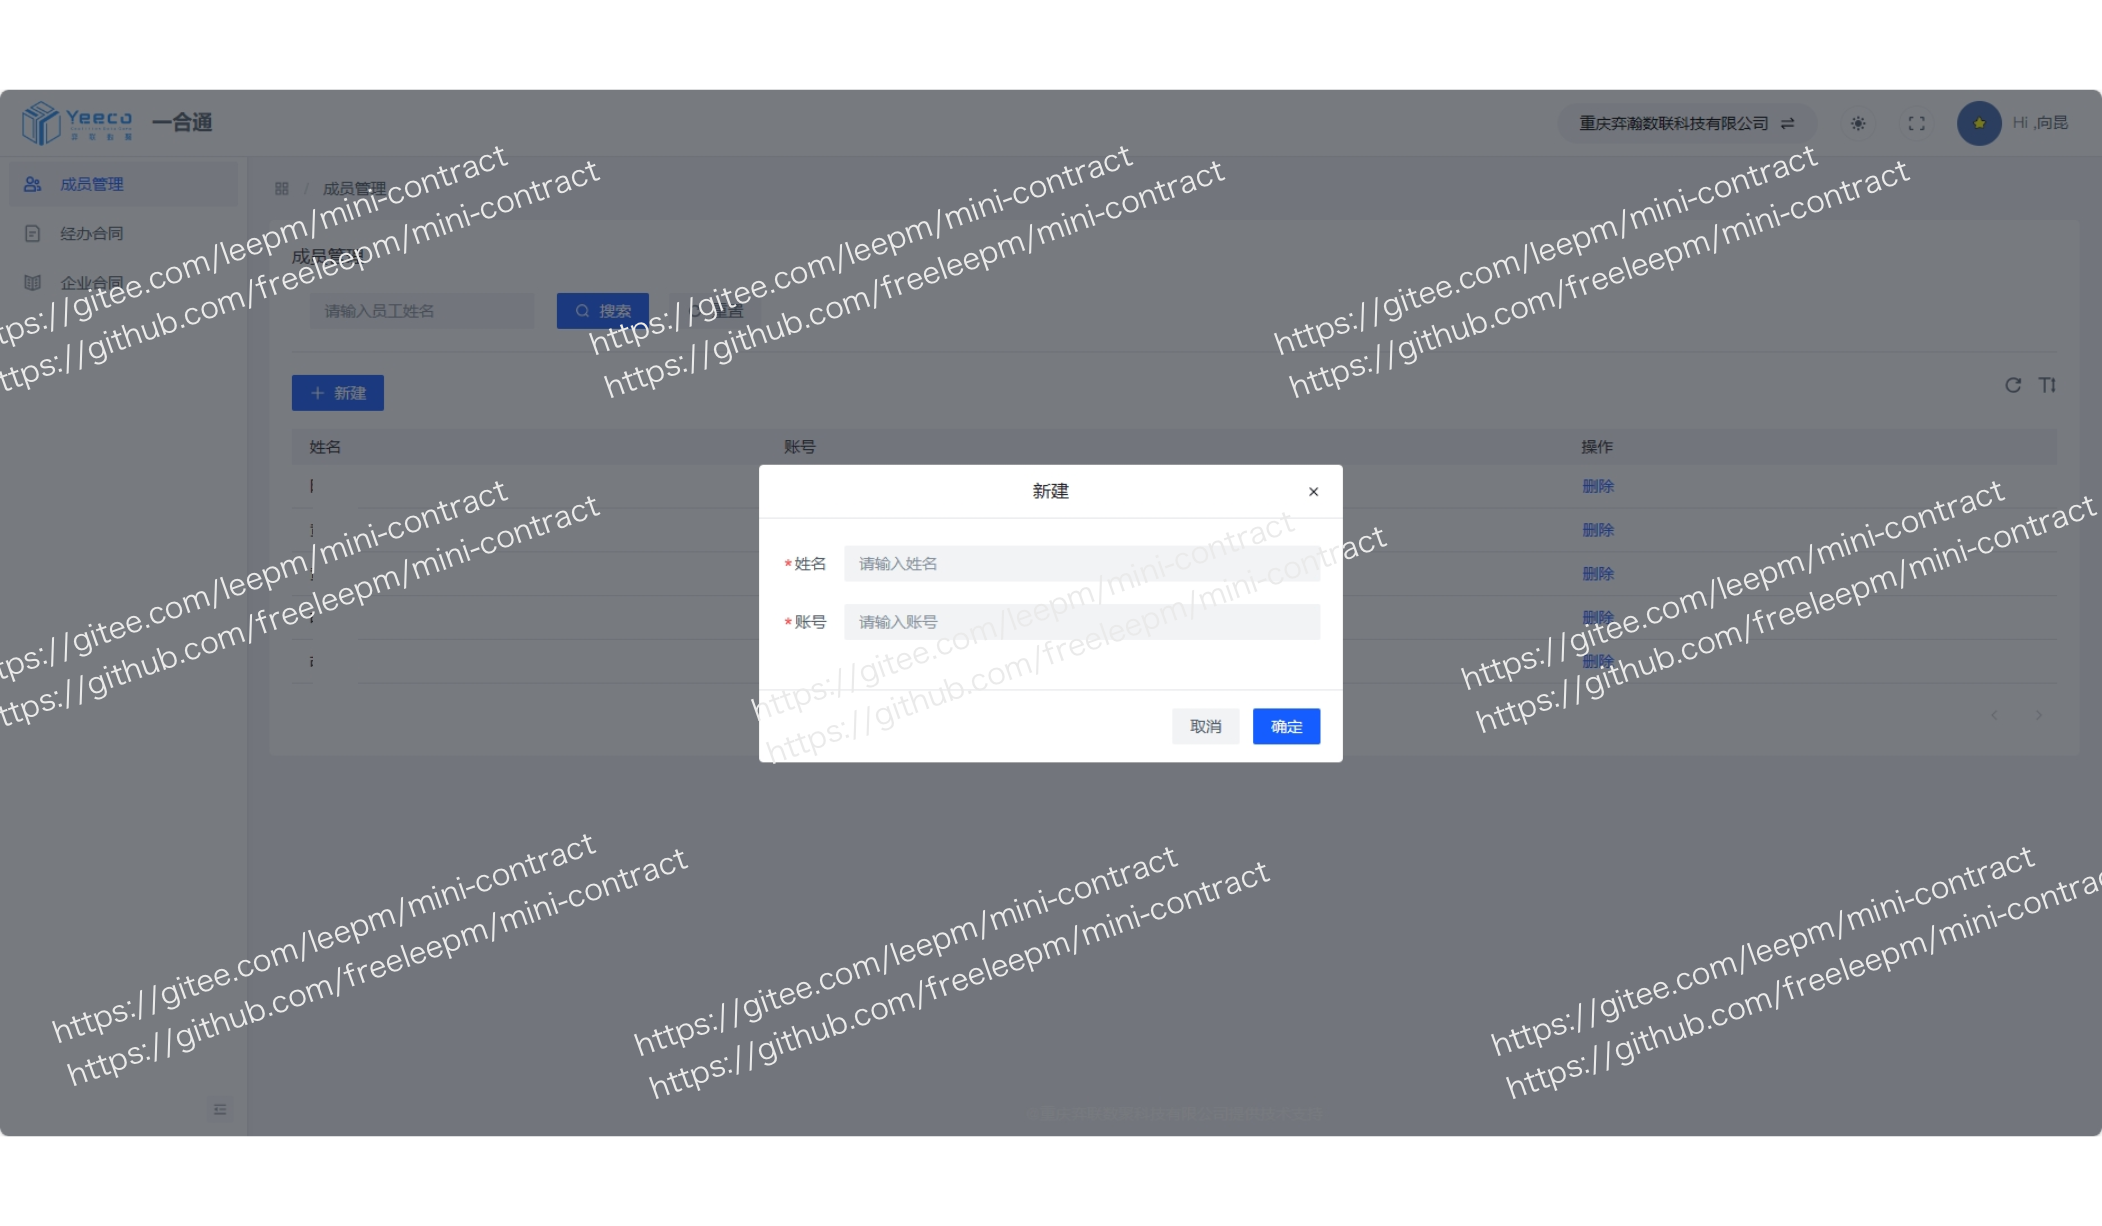 Yeeco 一合通
重庆弈瀚数联科技有限公司
Hi ,向昆
成员管理
经办合同
企业合同
/ 成员管理
成员管理
请输入员工姓名
搜索
重置
新建
姓名 账号 操作
删除
删除
删除
删除
删除
新建
*姓名 请输入姓名
*账号 请输入账号
取消 确定
https://gitee.com/leepm/mini-contract
https://github.com/freeleepm/mini-contract
https://gitee.com/leepm/mini-contract
https://github.com/freeleepm/mini-contract
https://gitee.com/leepm/mini-contract
https://github.com/freeleepm/mini-contract
https://gitee.com/leepm/mini-contract
https://github.com/freeleepm/mini-contract
https://gitee.com/leepm/mini-contract
https://github.com/freeleepm/mini-contract
https://gitee.com/leepm/mini-contract
https://github.com/freeleepm/mini-contract
https://gitee.com/leepm/mini-contract
https://github.com/freeleepm/mini-contract
https://gitee.com/leepm/mini-contract
https://github.com/freeleepm/mini-contract
https://gitee.com/leepm/mini-contract
https://github.com/freeleepm/mini-contract